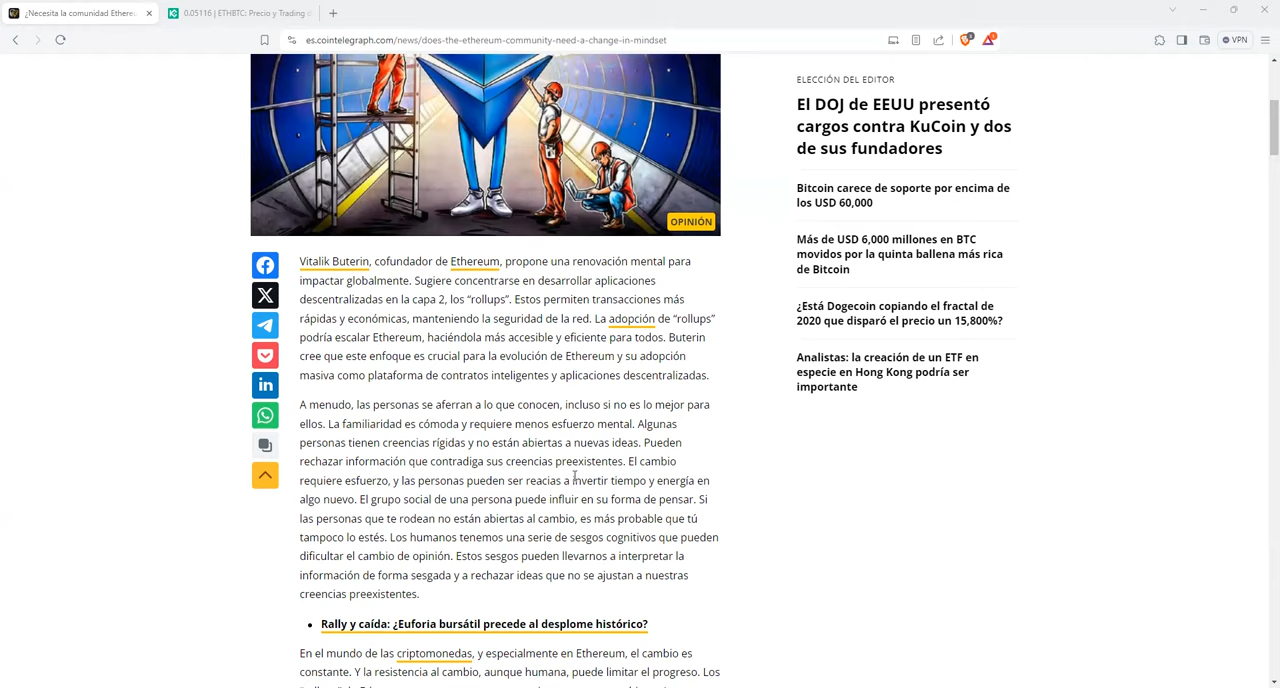 ¿Necesita la comunidad Ethere
0.05116 | ETHBTC: Precio y Trading d
es.cointelegraph.com/news/does-the-ethereum-community-need-a-change-in-mindset
VPN
OPINIÓN
Vitalik Buterin, cofundador de Ethereum, propone una renovación mental para
impactar globalmente. Sugiere concentrarse en desarrollar aplicaciones
descentralizadas en la capa 2, los “rollups”. Estos permiten transacciones más
rápidas y económicas, manteniendo la seguridad de la red. La adopción de “rollups”
podría escalar Ethereum, haciéndola más accesible y eficiente para todos. Buterin
cree que este enfoque es crucial para la evolución de Ethereum y su adopción
masiva como plataforma de contratos inteligentes y aplicaciones descentralizadas.
A menudo, las personas se aferran a lo que conocen, incluso si no es lo mejor para
ellos. La familiaridad es cómoda y requiere menos esfuerzo mental. Algunas
personas tienen creencias rígidas y no están abiertas a nuevas ideas. Pueden
rechazar información que contradiga sus creencias preexistentes. El cambio
requiere esfuerzo, y las personas pueden ser reacias a invertir tiempo y energía en
algo nuevo. El grupo social de una persona puede influir en su forma de pensar. Si
las personas que te rodean no están abiertas al cambio, es más probable que tú
tampoco lo estés. Los humanos tenemos una serie de sesgos cognitivos que pueden
dificultar el cambio de opinión. Estos sesgos pueden llevarnos a interpretar la
información de forma sesgada y a rechazar ideas que no se ajustan a nuestras
creencias preexistentes.
Rally y caída: ¿Euforia bursátil precede al desplome histórico?
En el mundo de las criptomonedas, y especialmente en Ethereum, el cambio es
constante. Y la resistencia al cambio, aunque humana, puede limitar el progreso. Los
ELECCIÓN DEL EDITOR
El DOJ de EEUU presentó
cargos contra KuCoin y dos
de sus fundadores
Bitcoin carece de soporte por encima de
los USD 60,000
Más de USD 6,000 millones en BTC
movidos por la quinta ballena más rica
de Bitcoin
¿Está Dogecoin copiando el fractal de
2020 que disparó el precio un 15,800%?
Analistas: la creación de un ETF en
especie en Hong Kong podría ser
importante